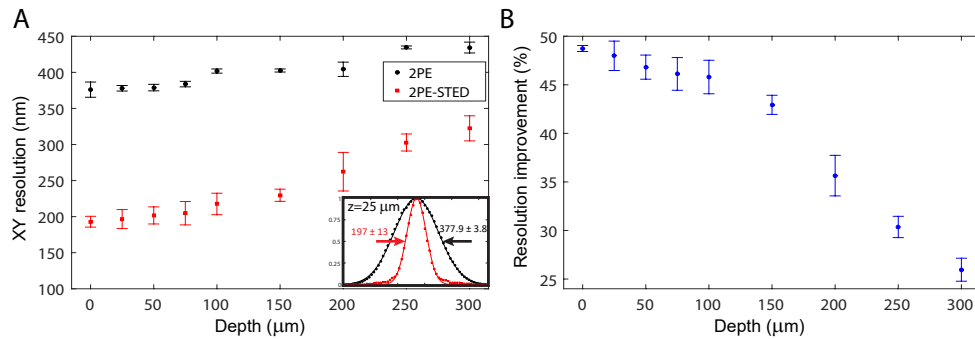 A
XY resolution (nm)
450
400
350
300
250
200
150
100
2PE
2PE-STED
z=25 μm
197 ± 13
377.9 ± 3.8
1
0.75
0.5
0.25
0
0 50 100 150 200 250 300
Depth (μm)
B
Resolution improvement (%)
50
45
40
35
30
25
0 50 100 150 200 250 300
Depth (μm)